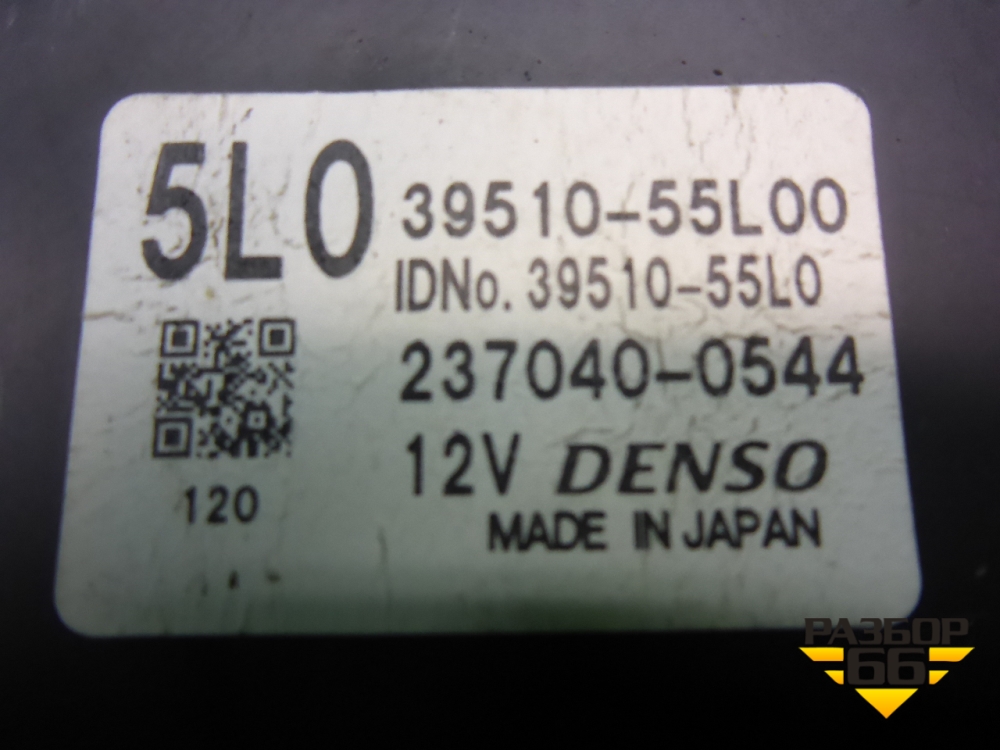 5L0
39510-55L00
IDNo. 39510-55L0
237040-0544
12V DENSO
120
MADE IN JAPAN
РАЗБОР
66